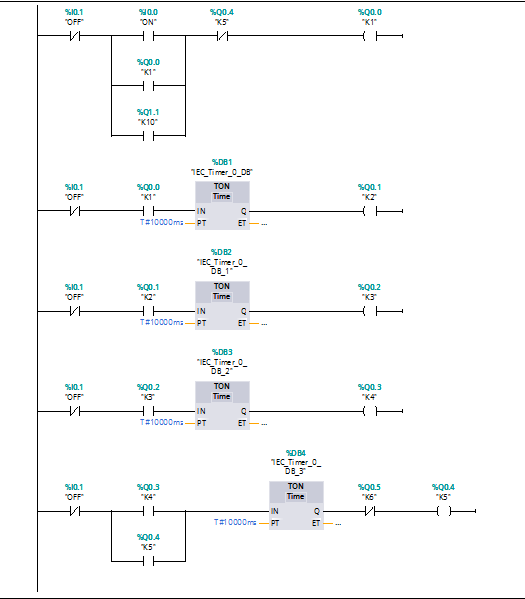 %I0.1 %I0.0 %Q0.4 %Q0.0
"OFF" "ON" "K5" "K1"
%Q0.0
"K1"
%Q1.1
"K10"
%DB1
"IEC_Timer_0_DB"
%I0.1 %Q0.0 TON %Q0.1
"OFF" "K1" Time "K2"
IN Q
T#10000ms PT ET ...
%DB2
"IEC_Timer_0_
DB_1"
%I0.1 %Q0.1 TON %Q0.2
"OFF" "K2" Time "K3"
IN Q
T#10000ms PT ET ...
%DB3
"IEC_Timer_0_
DB_2"
%I0.1 %Q0.2 TON %Q0.3
"OFF" "K3" Time "K4"
IN Q
T#10000ms PT ET ...
%DB4
"IEC_Timer_0_
DB_3"
%I0.1 %Q0.3 TON %Q0.5 %Q0.4
"OFF" "K4" Time "K6" "K5"
IN Q
T#10000ms PT ET ...
%Q0.4
"K5"